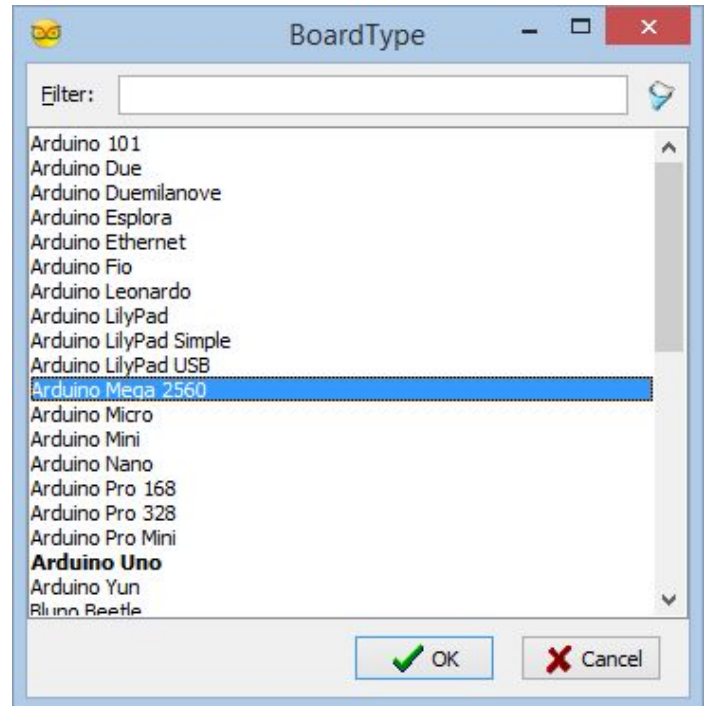 BoardType
Filter:
Arduino 101
Arduino Due
Arduino Duemilanove
Arduino Esplora
Arduino Ethernet
Arduino Fio
Arduino Leonardo
Arduino LilyPad
Arduino LilyPad Simple
Arduino LilyPad USB
Arduino Mega 2560
Arduino Micro
Arduino Mini
Arduino Nano
Arduino Pro 168
Arduino Pro 328
Arduino Pro Mini
Arduino Uno
Arduino Yun
Bluno Beetle
OK Cancel